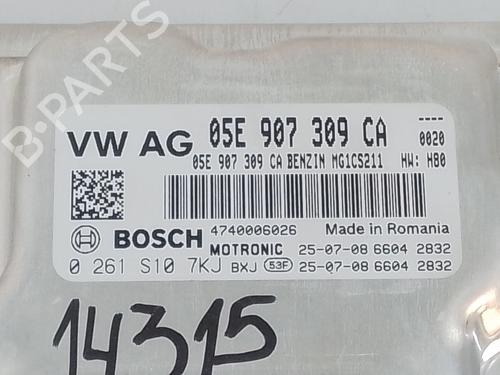 B-PARTS
VW AG 05E 907 309 CA ----
0020
05E 907 309 CA BENZIN MG1CS211 HW: H80
4740006026 Made in Romania
BOSCH MOTRONIC 25-07-08 6604 2832
0 261 S10 7KJ BXJ 53F 25-07-08 6604 2832
14315